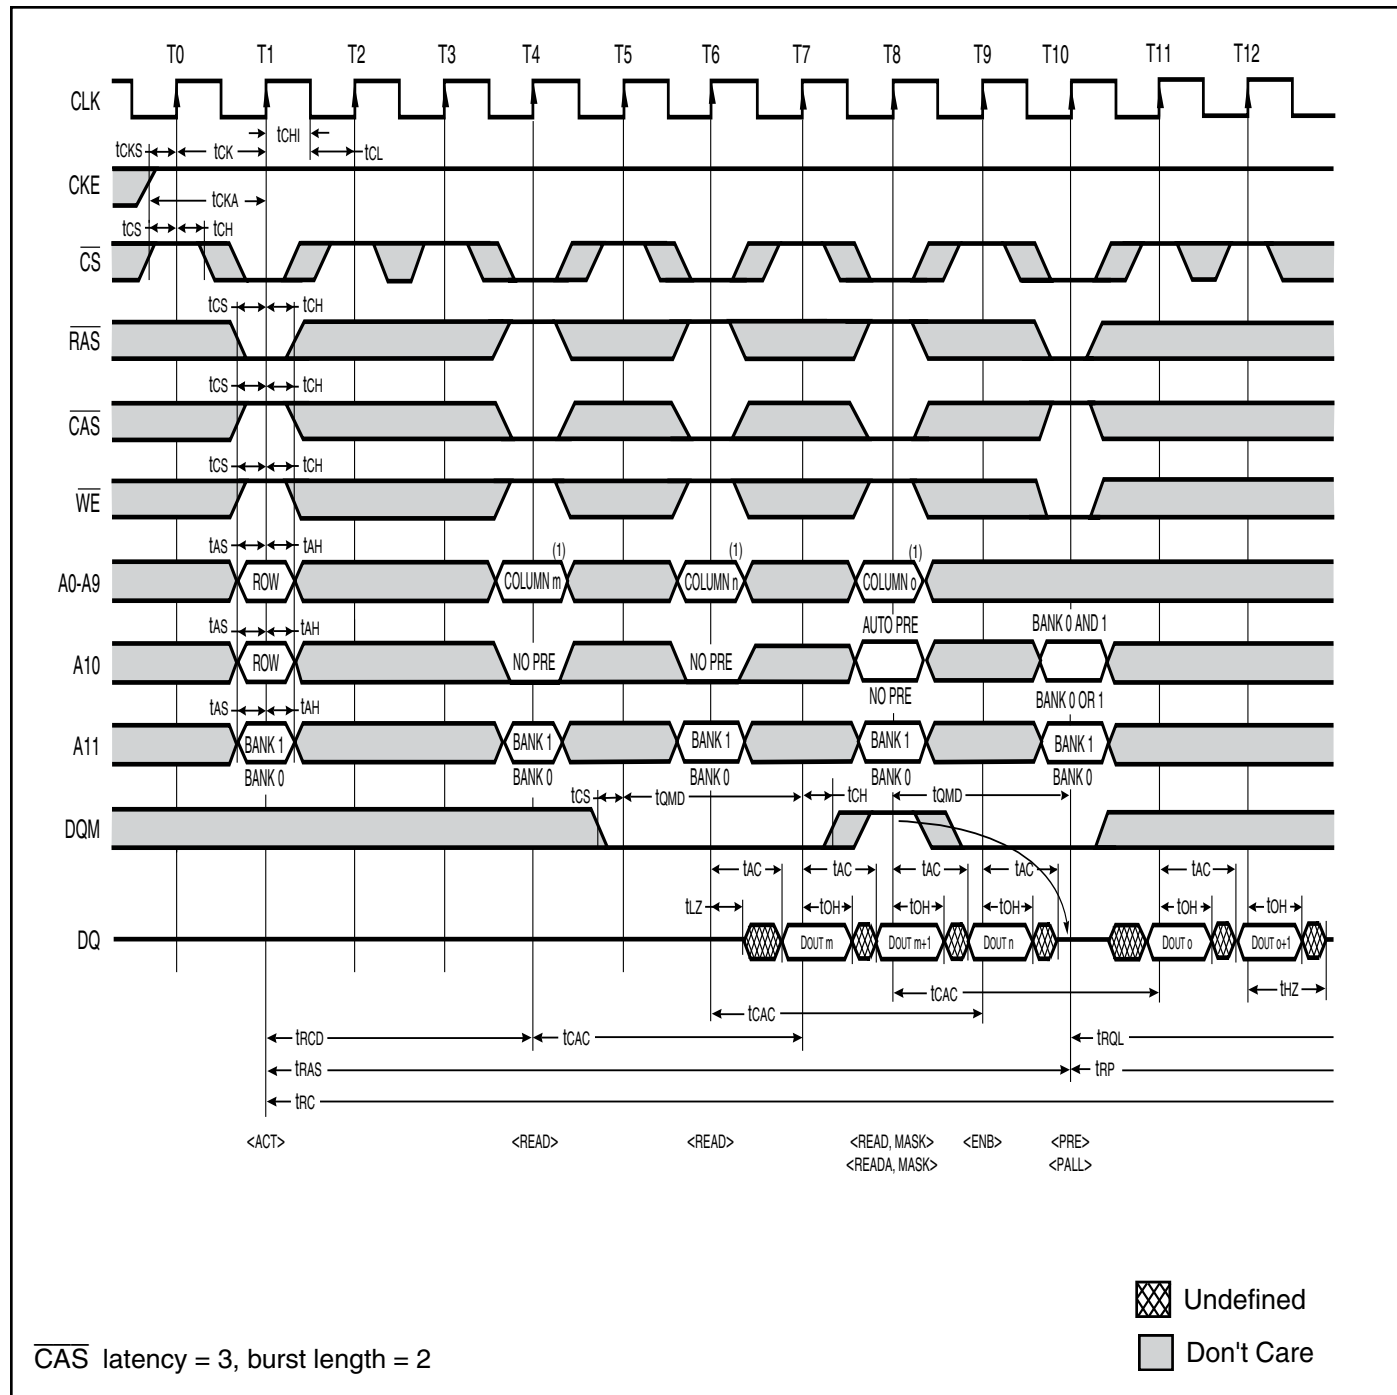 T0 T1 T2 T3 T4 T5 T6 T7 T8 T9 T10 T11 T12
CLK
tCHI
tCKS tCK tCL
CKE
tCKA
tCS tCH
CS
tCS tCH
RAS
tCS tCH
CAS
tCS tCH
WE
tAS tAH (1) (1) (1)
A0-A9 ROW COLUMN m COLUMN n COLUMN o
tAS tAH AUTO PRE BANK 0 AND 1
A10 ROW NO PRE NO PRE
NO PRE BANK 0 OR 1
tAS tAH
A11 BANK 1 BANK 1 BANK 1 BANK 1 BANK 1
BANK 0 BANK 0 BANK 0 BANK 0 BANK 0
tCS tQMD tCH tQMD
DQM
tAC tAC tAC tAC tAC
tLZ tOH tOH tOH tOH tOH
DQ DOUT m DOUT m+1 DOUT n DOUT o DOUT o+1
tCAC tHZ
tCAC
tRCD tCAC tRQL
tRAS tRP
tRC
<ACT> <READ> <READ> <READ, MASK> <ENB> <PRE>
<READA, MASK> <PALL>
Undefined
Don't Care
CAS latency = 3, burst length = 2